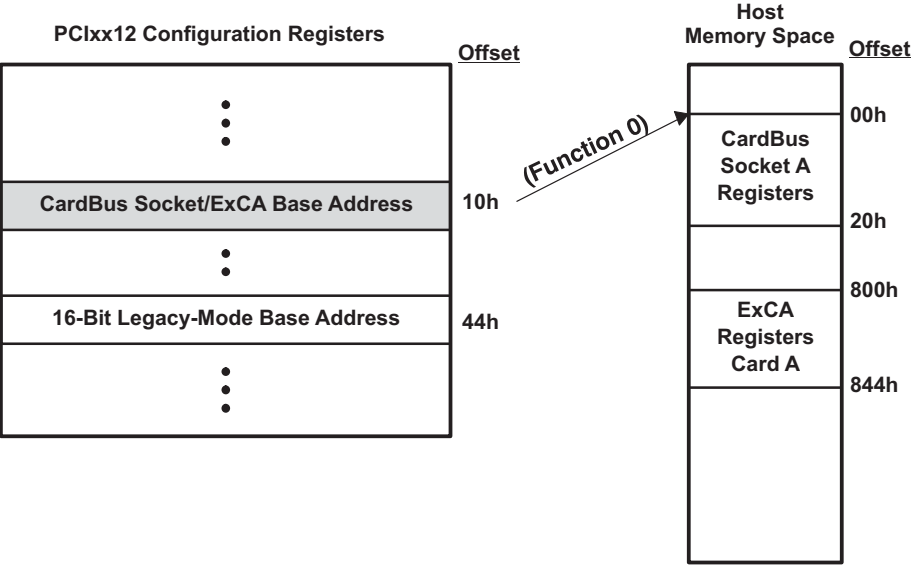 PCIxx12 Configuration Registers
Offset
CardBus Socket/ExCA Base Address
10h
16-Bit Legacy-Mode Base Address
44h
(Function 0)
Host
Memory Space
Offset
00h
CardBus
Socket A
Registers
20h
800h
ExCA
Registers
Card A
844h